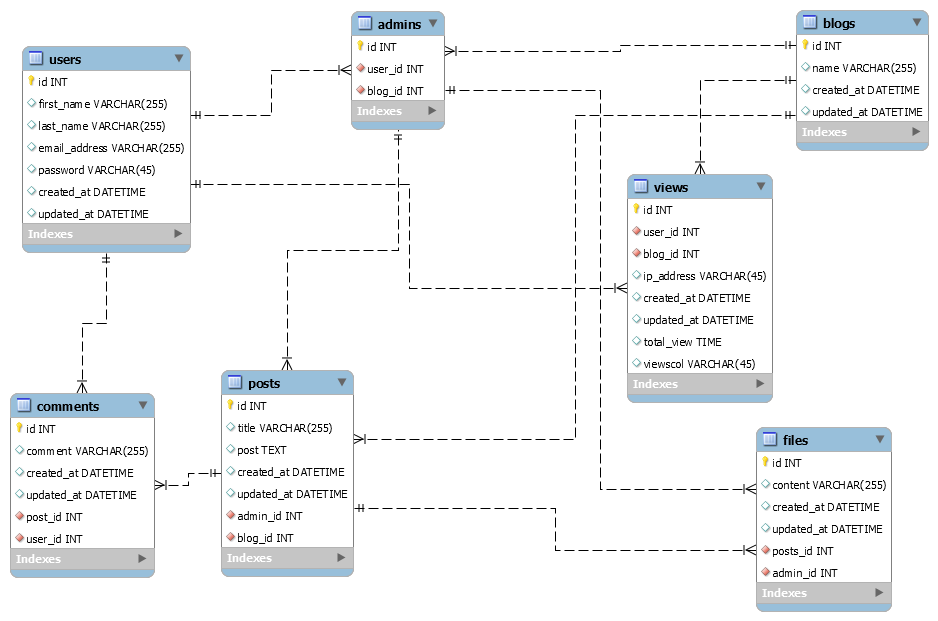 users
id INT
first_name VARCHAR(255)
last_name VARCHAR(255)
email_address VARCHAR(255)
password VARCHAR(45)
created_at DATETIME
updated_at DATETIME
Indexes
admins
id INT
user_id INT
blog_id INT
Indexes
blogs
id INT
name VARCHAR(255)
created_at DATETIME
updated_at DATETIME
Indexes
views
id INT
user_id INT
blog_id INT
ip_address VARCHAR(45)
created_at DATETIME
updated_at DATETIME
total_view TIME
viewscol VARCHAR(45)
Indexes
comments
id INT
comment VARCHAR(255)
created_at DATETIME
updated_at DATETIME
post_id INT
user_id INT
Indexes
posts
id INT
title VARCHAR(255)
post TEXT
created_at DATETIME
updated_at DATETIME
admin_id INT
blog_id INT
Indexes
files
id INT
content VARCHAR(255)
created_at DATETIME
updated_at DATETIME
posts_id INT
admin_id INT
Indexes